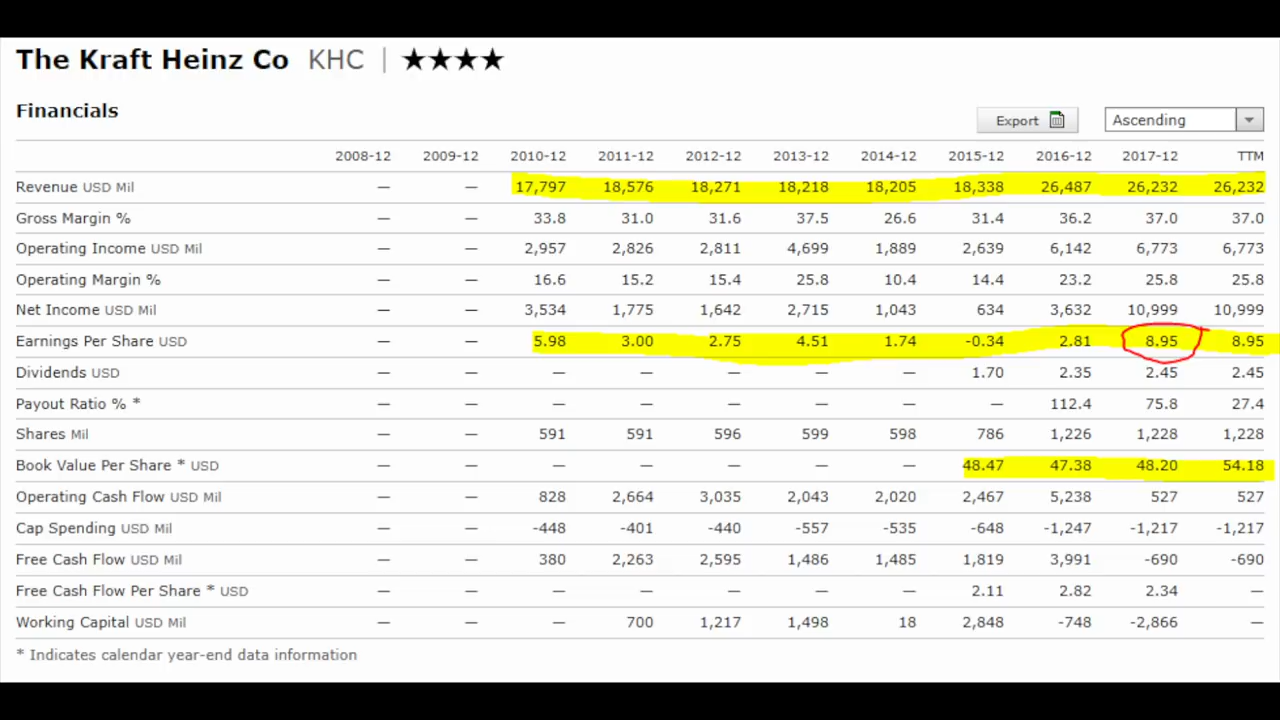 The Kraft Heinz Co KHC | ★★★★
Financials
Export Ascending
2008-12 2009-12 2010-12 2011-12 2012-12 2013-12 2014-12 2015-12 2016-12 2017-12 TTM
Revenue USD Mil — — 17,797 18,576 18,271 18,218 18,205 18,338 26,487 26,232 26,232
Gross Margin % — — 33.8 31.0 31.6 37.5 26.6 31.4 36.2 37.0 37.0
Operating Income USD Mil — — 2,957 2,826 2,811 4,699 1,889 2,639 6,142 6,773 6,773
Operating Margin % — — 16.6 15.2 15.4 25.8 10.4 14.4 23.2 25.8 25.8
Net Income USD Mil — — 3,534 1,775 1,642 2,715 1,043 634 3,632 10,999 10,999
Earnings Per Share USD — — 5.98 3.00 2.75 4.51 1.74 -0.34 2.81 8.95 8.95
Dividends USD — — — — — — — 1.70 2.35 2.45 2.45
Payout Ratio % * — — — — — — — — 112.4 75.8 27.4
Shares Mil — — 591 591 596 599 598 786 1,226 1,228 1,228
Book Value Per Share * USD — — — — — — — 48.47 47.38 48.20 54.18
Operating Cash Flow USD Mil — — 828 2,664 3,035 2,043 2,020 2,467 5,238 527 527
Cap Spending USD Mil — — -448 -401 -440 -557 -535 -648 -1,247 -1,217 -1,217
Free Cash Flow USD Mil — — 380 2,263 2,595 1,486 1,485 1,819 3,991 -690 -690
Free Cash Flow Per Share * USD — — — — — — — 2.11 2.82 2.34 —
Working Capital USD Mil — — — 700 1,217 1,498 18 2,848 -748 -2,866 —
* Indicates calendar year-end data information